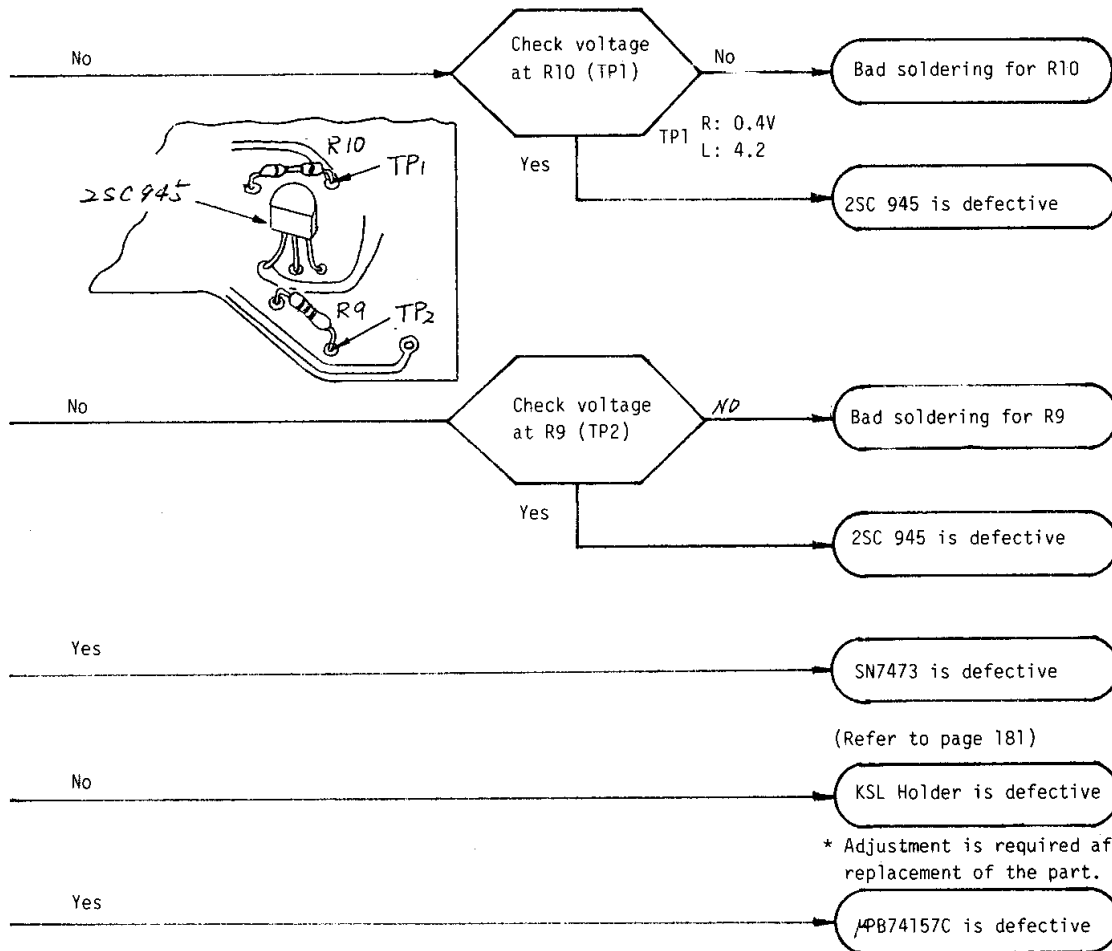 No
Check voltage
at R10 (TP1)
No
Bad soldering for R10
TP1 R: 0.4V
L: 4.2
Yes
2SC 945 is defective
R10
TP1
2SC 945
R9
TP2
No
Check voltage
at R9 (TP2)
NO
Bad soldering for R9
Yes
2SC 945 is defective
Yes
SN7473 is defective
(Refer to page 181)
No
KSL Holder is defective
* Adjustment is required af
replacement of the part.
Yes
μPB74157C is defective